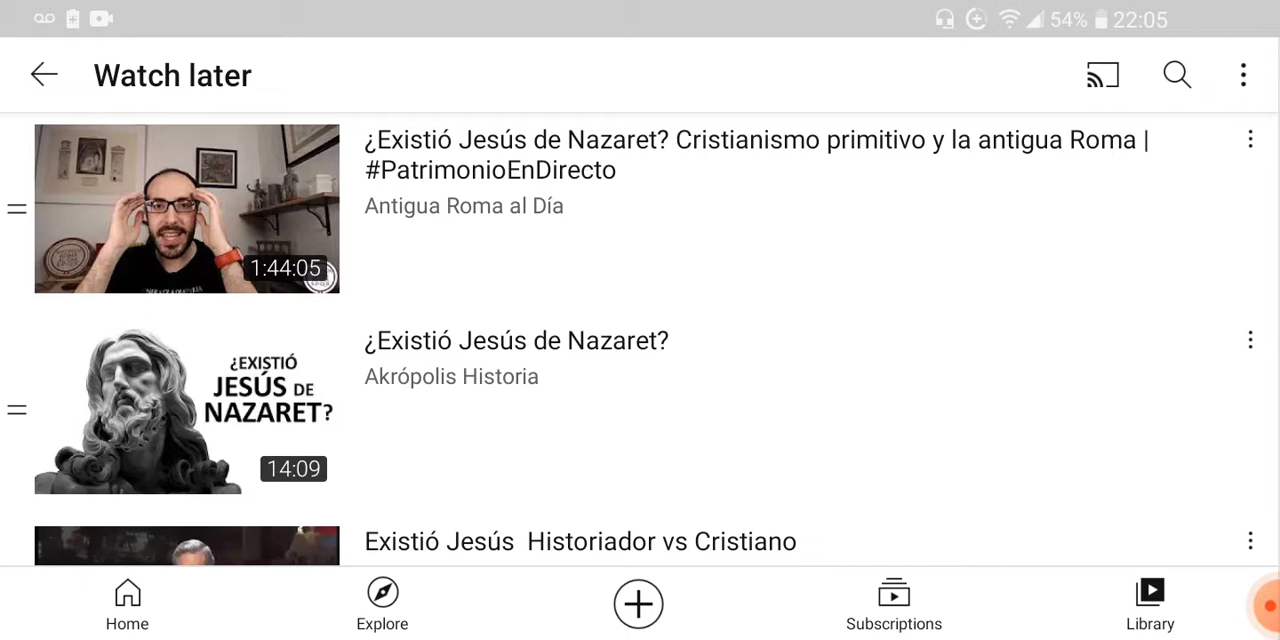 54% 22:05
Watch later
¿Existió Jesús de Nazaret? Cristianismo primitivo y la antigua Roma |
#PatrimonioEnDirecto
Antigua Roma al Día
1:44:05
¿Existió Jesús de Nazaret?
Akrópolis Historia
¿EXISTIÓ
JESÚS DE
NAZARET?
14:09
Existió Jesús Historiador vs Cristiano
Home
Explore
Subscriptions
Library